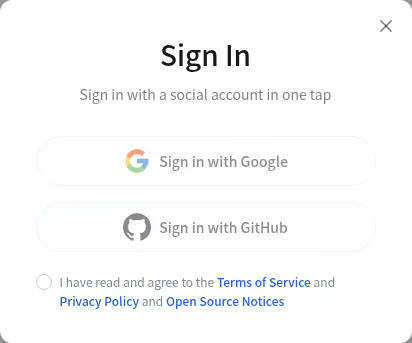 Sign In
Sign in with a social account in one tap
Sign in with Google
Sign in with GitHub
I have read and agree to the Terms of Service and
Privacy Policy and Open Source Notices